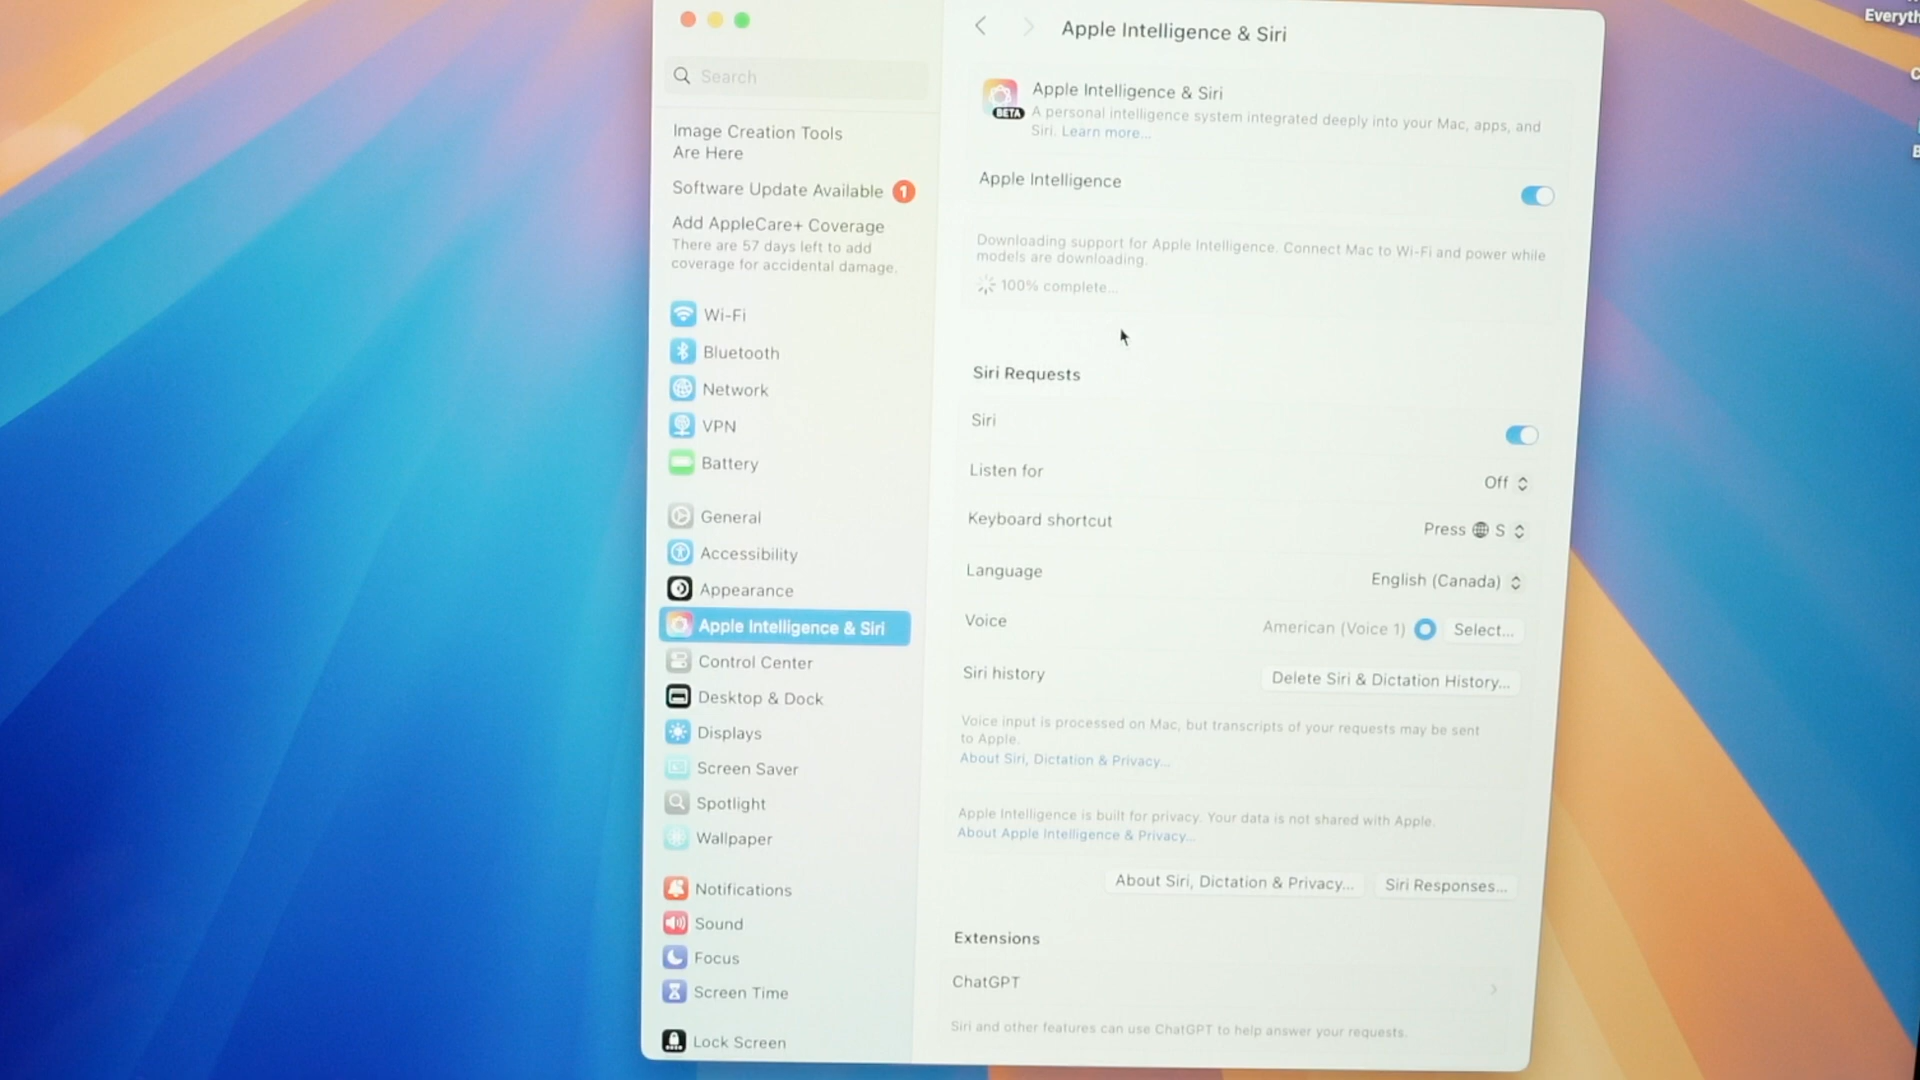 Search
Image Creation Tools
Are Here
Software Update Available 1
Add AppleCare+ Coverage
There are 57 days left to add
coverage for accidental damage.
Wi-Fi
Bluetooth
Network
VPN
Battery
General
Accessibility
Appearance
Apple Intelligence & Siri
Control Center
Desktop & Dock
Displays
Screen Saver
Spotlight
Wallpaper
Notifications
Sound
Focus
Screen Time
Lock Screen
Apple Intelligence & Siri
BETA
Apple Intelligence & Siri
A personal intelligence system integrated deeply into your Mac, apps, and
Siri. Learn more...
Apple Intelligence
Downloading support for Apple Intelligence. Connect Mac to Wi-Fi and power while
models are downloading.
100% complete...
Siri Requests
Siri
Listen for Off
Keyboard shortcut Press S
Language English (Canada)
Voice American (Voice 1) Select...
Siri history Delete Siri & Dictation History...
Voice input is processed on Mac, but transcripts of your requests may be sent
to Apple.
About Siri, Dictation & Privacy...
Apple Intelligence is built for privacy. Your data is not shared with Apple.
About Apple Intelligence & Privacy...
About Siri, Dictation & Privacy... Siri Responses...
Extensions
ChatGPT
Siri and other features can use ChatGPT to help answer your requests.